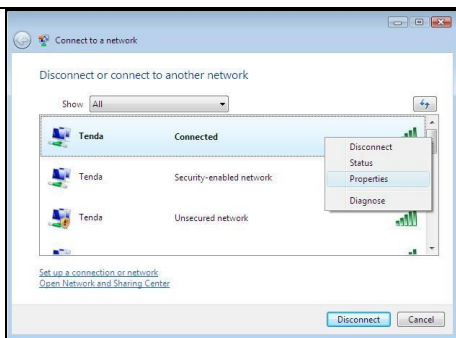 Connect to a network
Disconnect or connect to another network
Show All
Tenda Connected
Disconnect
Status
Tenda Security-enabled network
Properties
Diagnose
Tenda Unsecured network
Set up a connection or network
Open Network and Sharing Center
Disconnect Cancel